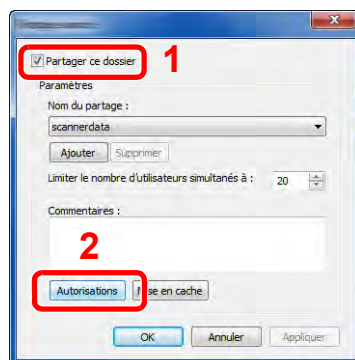 Partager ce dossier
1
Paramètres
Nom du partage :
scannerdata
Ajouter Supprimer
Limiter le nombre d'utilisateurs simultanés à : 20
Commentaires :
2
Autorisations Mise en cache
OK Annuler Appliquer